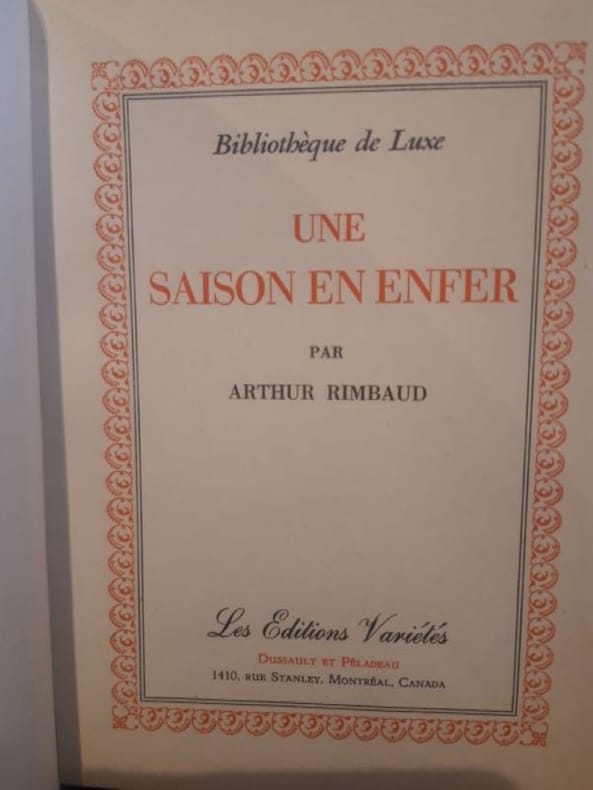 Bibliothèque de Luxe
UNE
SAISON EN ENFER
PAR
ARTHUR RIMBAUD
Les Editions Variétés
DUSSAULT ET PÉLADEAU
1410, RUE STANLEY, MONTRÉAL, CANADA